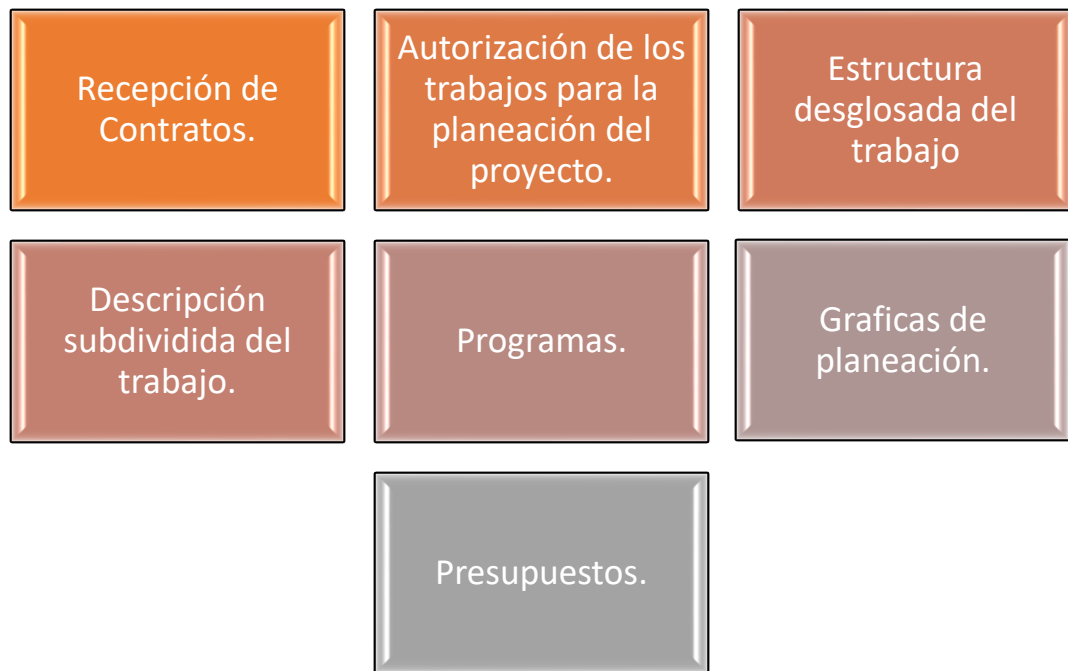 Recepción de
Contratos.
Autorización de los
trabajos para la
planeación del
proyecto.
Estructura
desglosada del
trabajo
Descripción
subdividida del
trabajo.
Programas.
Graficas de
planeación.
Presupuestos.